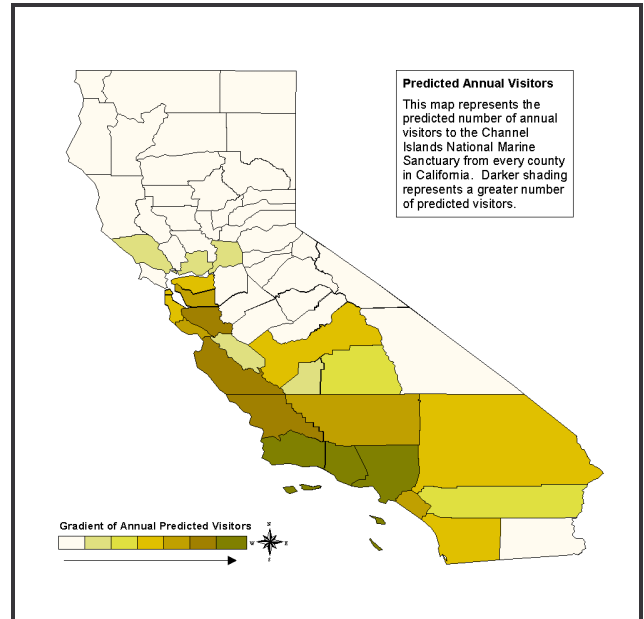 Predicted Annual Visitors
This map represents the
predicted number of annual
visitors to the Channel
Islands National Marine
Sanctuary from every county
in California.  Darker shading
represents a greater number
of predicted visitors.
Gradient of Annual Predicted Visitors
N
W E
S